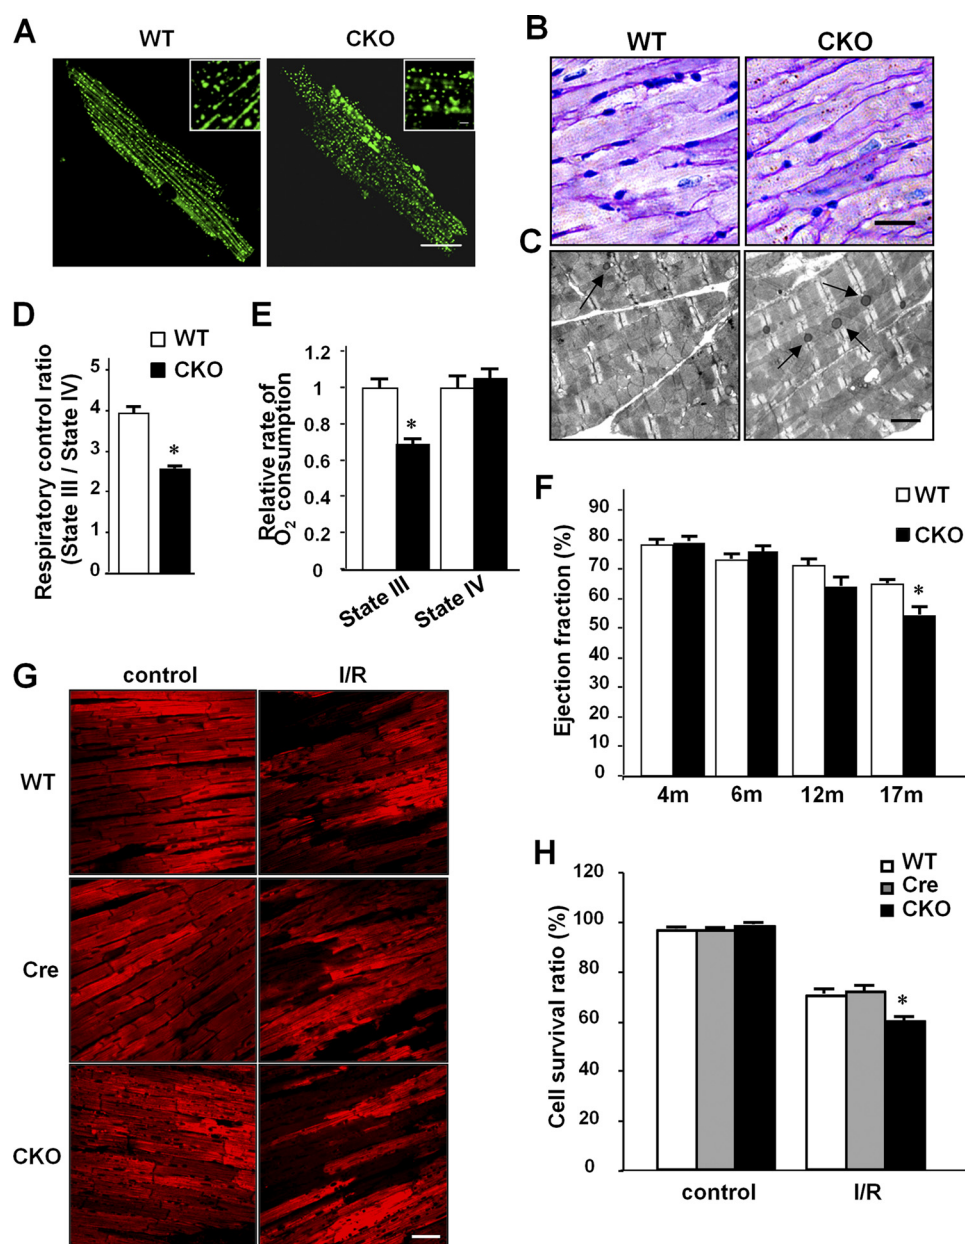 A
WT
CKO
B
WT
CKO
C
D
WT
CKO
Respiratory control ratio
(State III / State IV)
5
4
3
2
1
0
*
E
Relative rate of
O2 consumption
1.2
1
0.8
0.6
0.4
0.2
0
*
State III
State IV
F
WT
CKO
Ejection fraction (%)
90
80
70
60
50
40
30
20
10
0
*
4m
6m
12m
17m
G
control
I/R
WT
Cre
CKO
H
WT
Cre
CKO
Cell survival ratio (%)
120
100
80
60
40
20
0
*
control
I/R